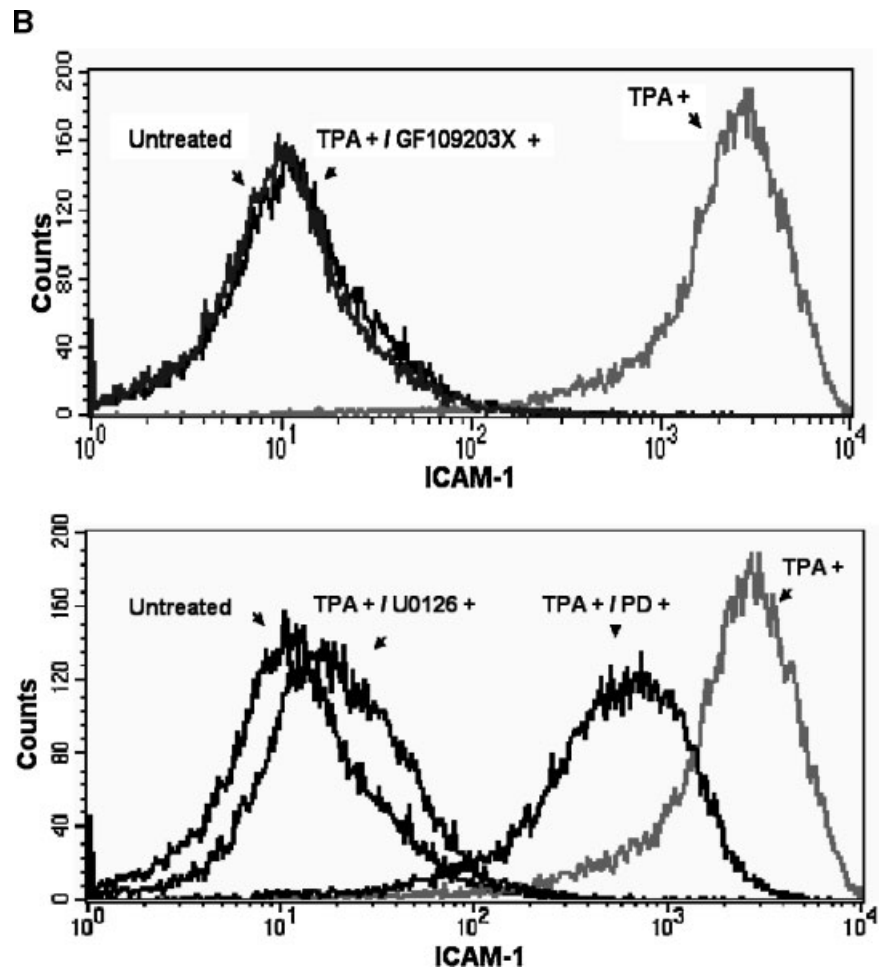 B
Untreated
TPA + / GF109203X +
TPA +
200
160
120
80
40
0
Counts
10^0 10^1 10^2 10^3 10^4
ICAM-1
Untreated
TPA + / U0126 +
TPA + / PD +
TPA +
200
160
120
80
40
0
Counts
10^0 10^1 10^2 10^3 10^4
ICAM-1